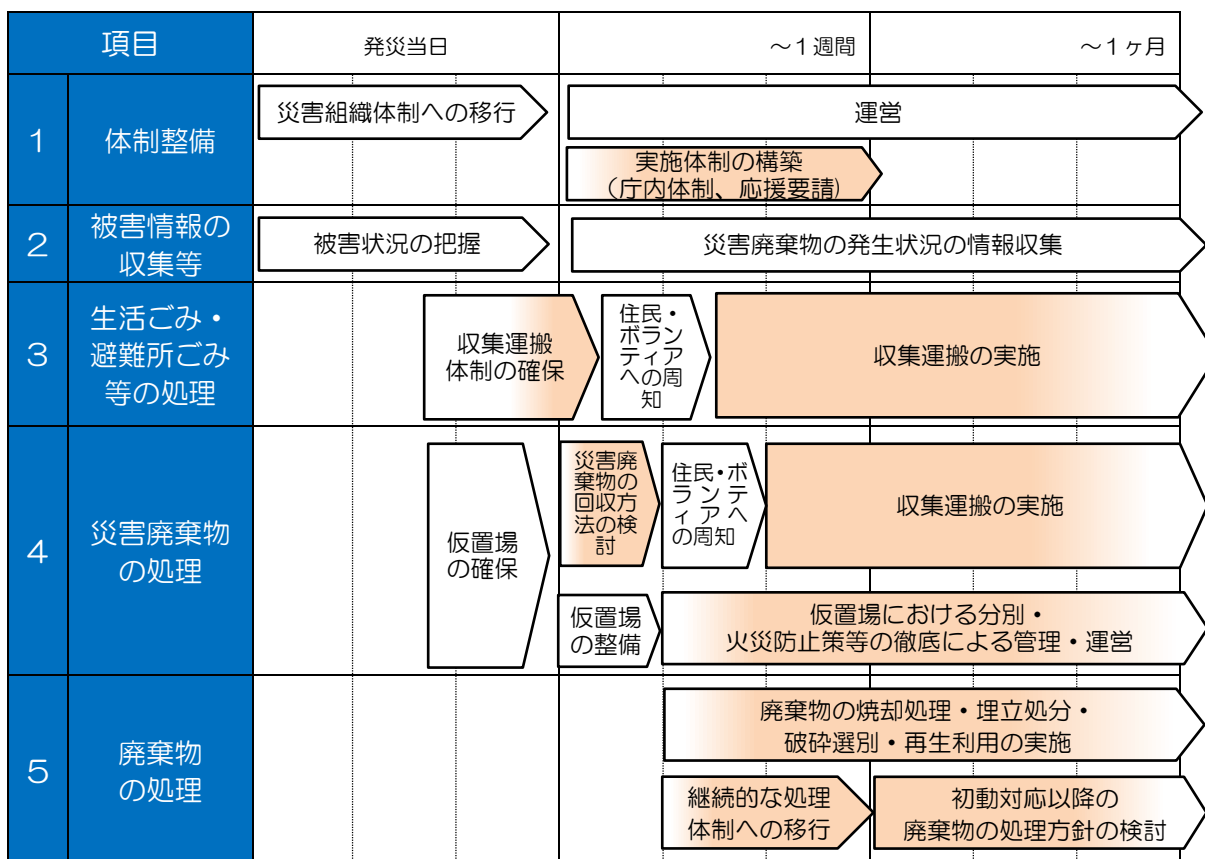 項目
発災当日
～１週間
～１ヶ月
1
体制整備
災害組織体制への移行
運営
実施体制の構築
（庁内体制、応援要請）
2
被害情報の
収集等
被害状況の把握
災害廃棄物の発生状況の情報収集
3
生活ごみ・
避難所ごみ
等の処理
収集運搬
体制の確保
住民・
ボラン
ティア
への周
知
収集運搬の実施
4
災害廃棄物
の処理
仮置場
の確保
災害廃
棄物の
回収方
法の検
討
住民・ボ
ランテ
ィアへ
の周知
収集運搬の実施
仮置場
の整備
仮置場における分別・
火災防止策等の徹底による管理・運営
5
廃棄物
の処理
廃棄物の焼却処理・埋立処分・
破砕選別・再生利用の実施
継続的な処理
体制への移行
初動対応以降の
廃棄物の処理方針の検討